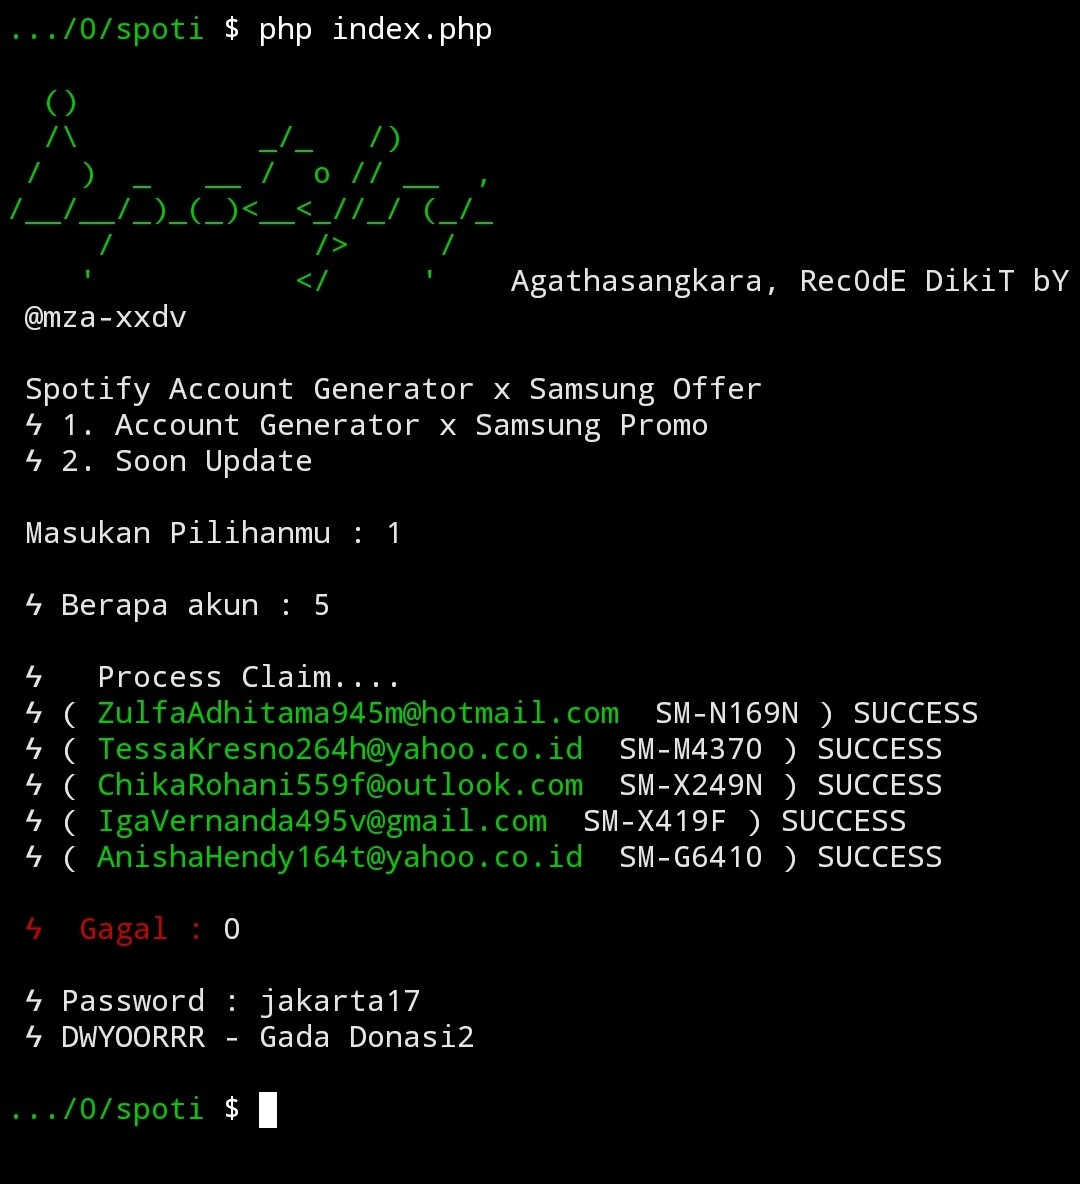 .../0/spoti $ php index.php
()
/\          _/_   /)
/  )  _   __ /  o // __  ,
/__/__/_)_(_)<__<_//_/ (_/_
/           />     /
'           </     '    Agathasangkara, Rec0dE DikiT bY
@mza-xxdv
Spotify Account Generator x Samsung Offer
ϟ 1. Account Generator x Samsung Promo
ϟ 2. Soon Update
Masukan Pilihanmu : 1
ϟ Berapa akun : 5
ϟ   Process Claim....
ϟ ( ZulfaAdhitama945m@hotmail.com  SM-N169N ) SUCCESS
ϟ ( TessaKresno264h@yahoo.co.id  SM-M437O ) SUCCESS
ϟ ( ChikaRohani559f@outlook.com  SM-X249N ) SUCCESS
ϟ ( IgaVernanda495v@gmail.com  SM-X419F ) SUCCESS
ϟ ( AnishaHendy164t@yahoo.co.id  SM-G641O ) SUCCESS
ϟ  Gagal : 0
ϟ Password : jakarta17
ϟ DWYOORRR - Gada Donasi2
.../0/spoti $